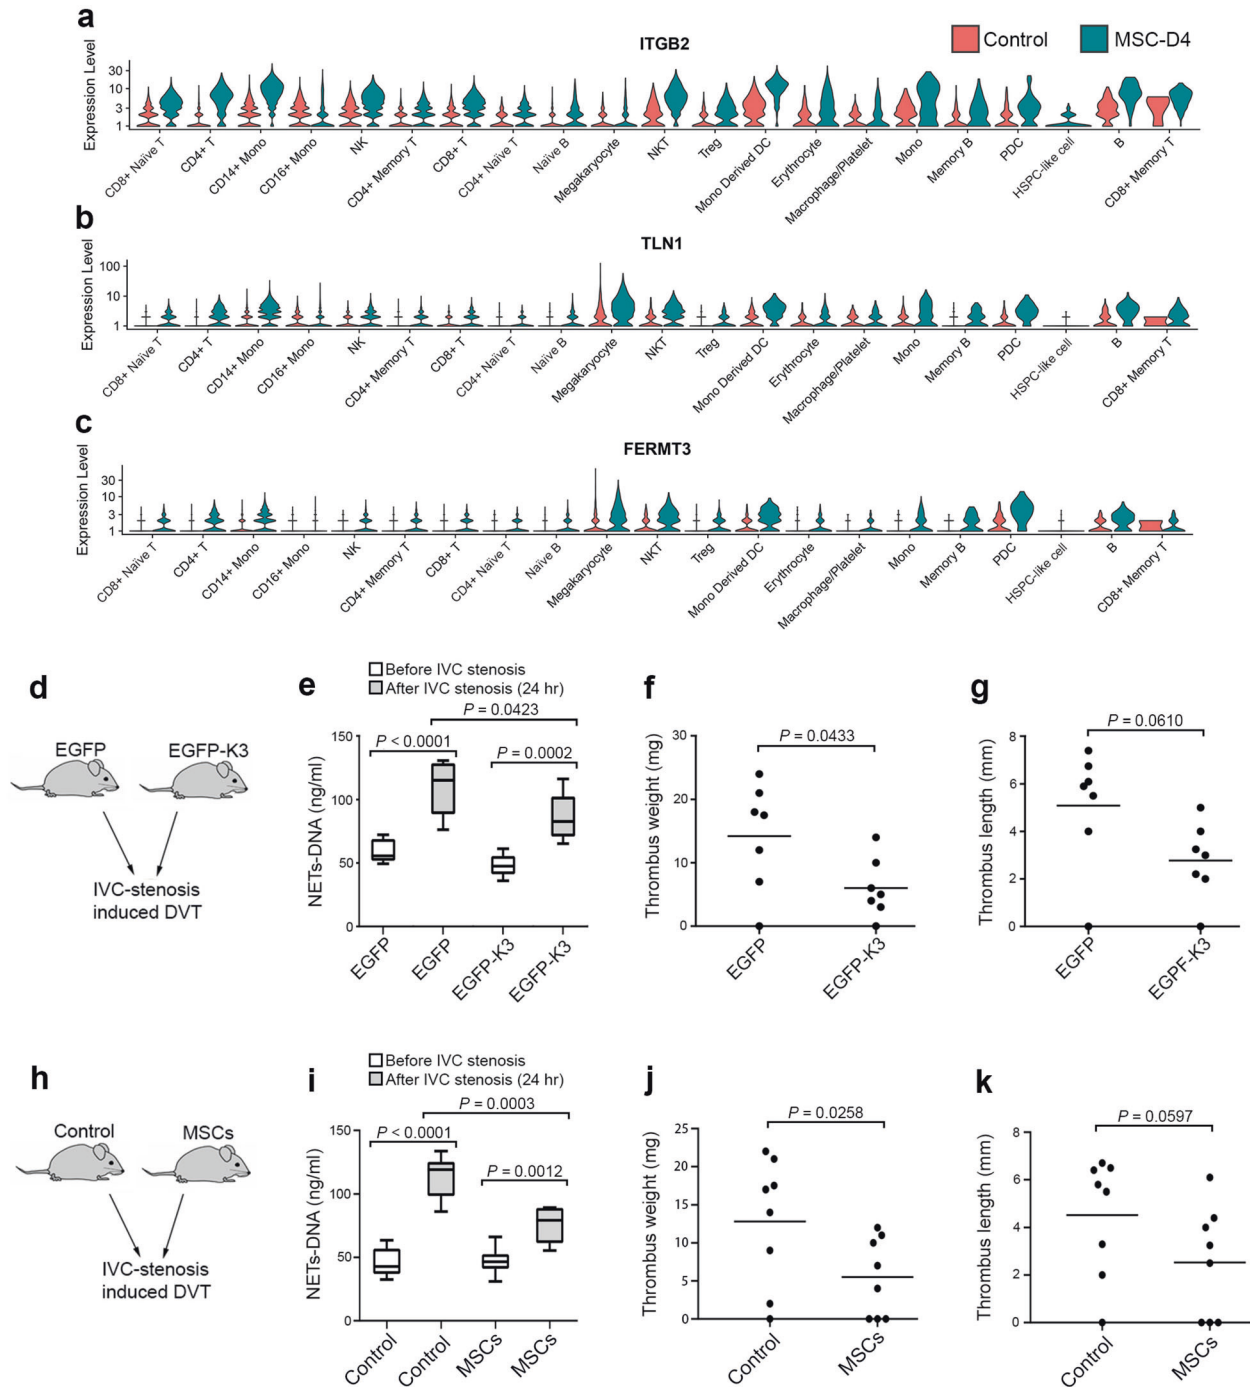 a
ITGB2
Control
MSC-D4
Expression Level
30
10
3
1
CD8+ Naïve T
CD4+ T
CD14+ Mono
CD16+ Mono
NK
CD4+ Memory T
CD8+ T
CD4+ Naïve T
Naïve B
Megakaryocyte
NKT
Treg
Mono Derived DC
Erythrocyte
Macrophage/Platelet
Mono
Memory B
PDC
HSPC-like cell
B
CD8+ Memory T
b
TLN1
Expression Level
100
10
1
CD8+ Naïve T
CD4+ T
CD14+ Mono
CD16+ Mono
NK
CD4+ Memory T
CD8+ T
CD4+ Naïve T
Naïve B
Megakaryocyte
NKT
Treg
Mono Derived DC
Erythrocyte
Macrophage/Platelet
Mono
Memory B
PDC
HSPC-like cell
B
CD8+ Memory T
c
FERMT3
Expression Level
30
10
3
1
CD8+ Naïve T
CD4+ T
CD14+ Mono
CD16+ Mono
NK
CD4+ Memory T
CD8+ T
CD4+ Naïve T
Naïve B
Megakaryocyte
NKT
Treg
Mono Derived DC
Erythrocyte
Macrophage/Platelet
Mono
Memory B
PDC
HSPC-like cell
B
CD8+ Memory T
d
EGFP
EGFP-K3
IVC-stenosis
induced DVT
e
Before IVC stenosis
After IVC stenosis (24 hr)
P = 0.0423
P < 0.0001
P = 0.0002
NETs-DNA (ng/ml)
150
100
50
0
EGFP
EGFP
EGFP-K3
EGFP-K3
f
P = 0.0433
Thrombus weight (mg)
30
20
10
0
EGFP
EGFP-K3
g
P = 0.0610
Thrombus length (mm)
8
6
4
2
0
EGFP
EGPF-K3
h
Control
MSCs
IVC-stenosis
induced DVT
i
Before IVC stenosis
After IVC stenosis (24 hr)
P = 0.0003
P < 0.0001
P = 0.0012
NETs-DNA (ng/ml)
150
100
50
0
Control
Control
MSCs
MSCs
j
P = 0.0258
Thrombus weight (mg)
25
20
15
10
5
0
Control
MSCs
k
P = 0.0597
Thrombus length (mm)
8
6
4
2
0
Control
MSCs